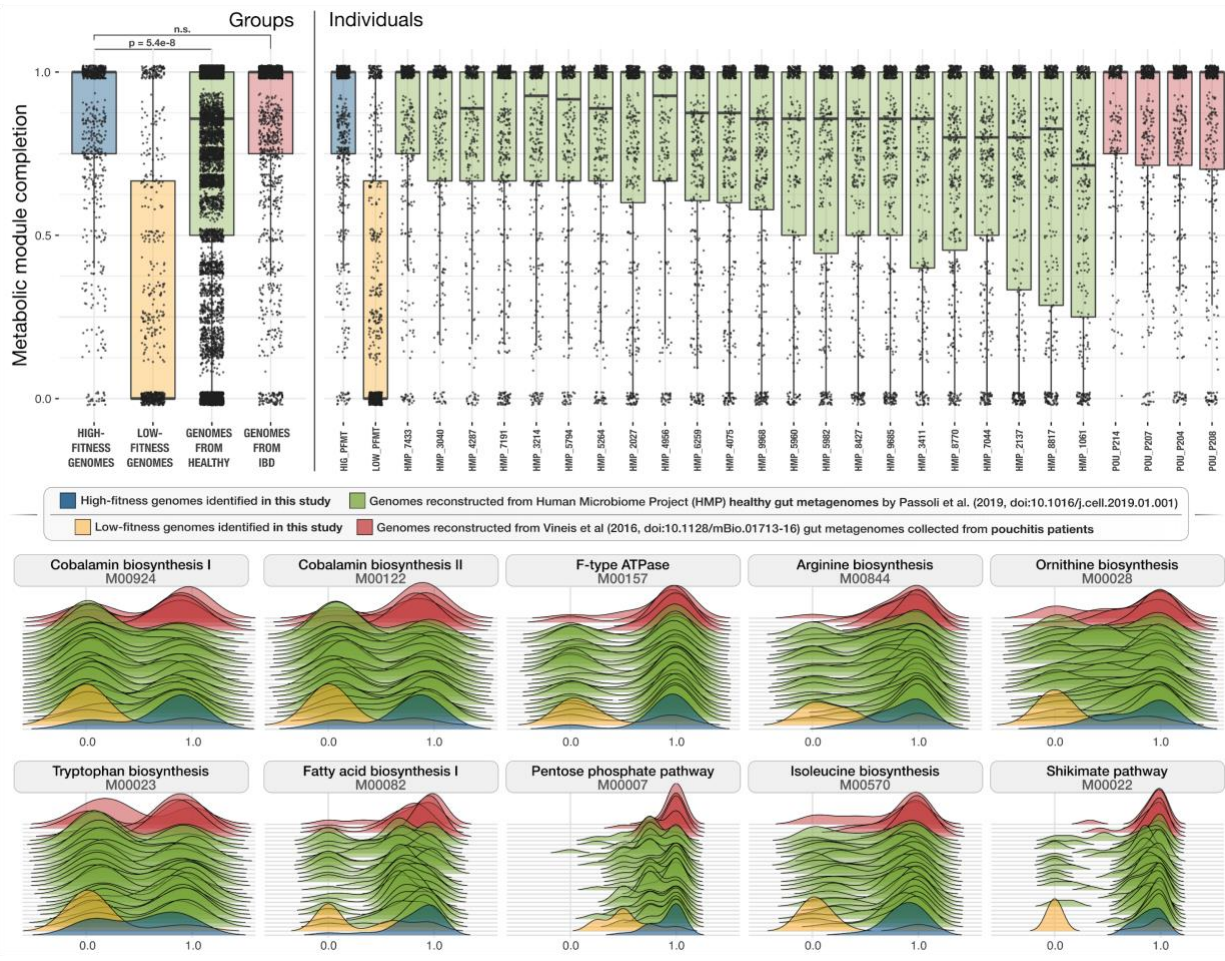 Groups
Individuals
n.s.
p = 5.4e-8
Metabolic module completion
1.0
0.5
0.0
HIGH-
FITNESS
GENOMES
LOW-
FITNESS
GENOMES
GENOMES
FROM
HEALTHY
GENOMES
FROM
IBD
HIG_PFMT
LOW_PFMT
HMP_7433
HMP_3040
HMP_4287
HMP_7191
HMP_3214
HMP_5794
HMP_5264
HMP_2027
HMP_4956
HMP_6259
HMP_4075
HMP_9968
HMP_5960
HMP_5982
HMP_8427
HMP_9685
HMP_3411
HMP_8770
HMP_7044
HMP_2137
HMP_8817
HMP_1061
POU_P214
POU_P207
POU_P204
POU_P208
High-fitness genomes identified in this study
Genomes reconstructed from Human Microbiome Project (HMP) healthy gut metagenomes by Passoli et al. (2019, doi:10.1016/j.cell.2019.01.001)
Low-fitness genomes identified in this study
Genomes reconstructed from Vineis et al (2016, doi:10.1128/mBio.01713-16) gut metagenomes collected from pouchitis patients
Cobalamin biosynthesis I
M00924
Cobalamin biosynthesis II
M00122
F-type ATPase
M00157
Arginine biosynthesis
M00844
Ornithine biosynthesis
M00028
0.0 1.0
0.0 1.0
0.0 1.0
0.0 1.0
0.0 1.0
Tryptophan biosynthesis
M00023
Fatty acid biosynthesis I
M00082
Pentose phosphate pathway
M00007
Isoleucine biosynthesis
M00570
Shikimate pathway
M00022
0.0 1.0
0.0 1.0
0.0 1.0
0.0 1.0
0.0 1.0